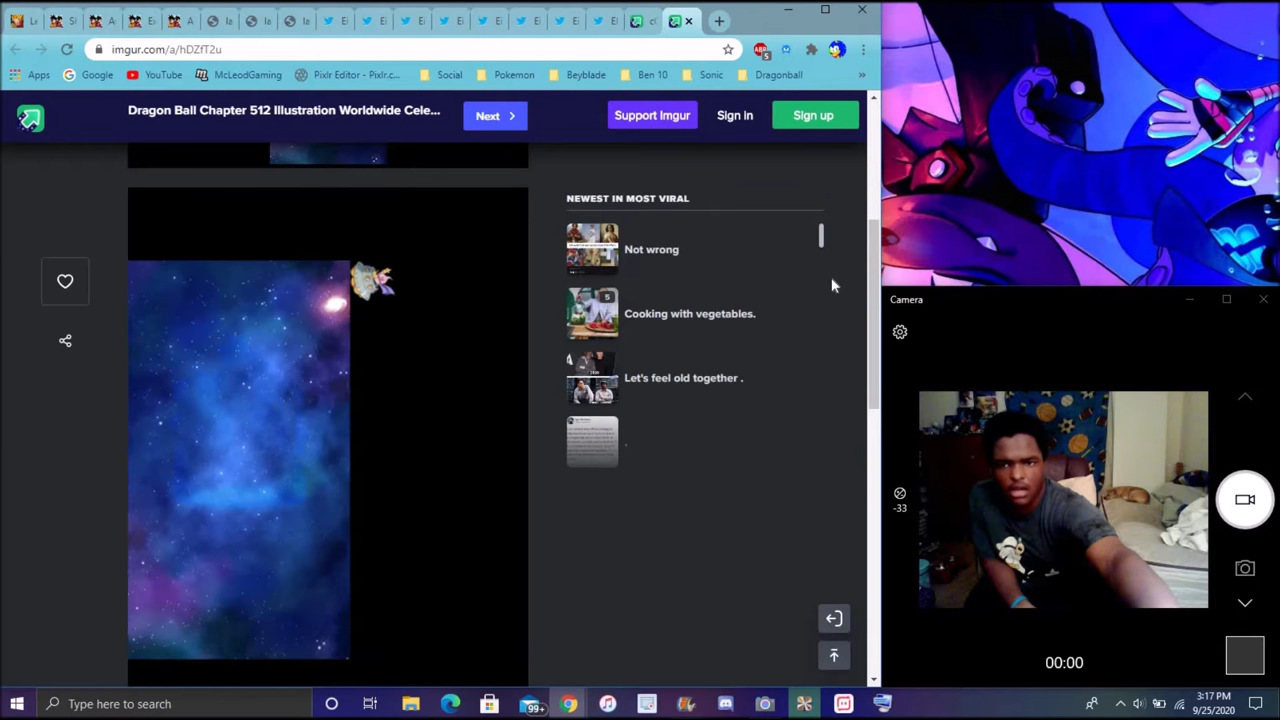 imgur.com/a/hDZfT2u
Apps
Google
YouTube
McLeodGaming
Pixlr Editor - Pixlr.c...
Social
Pokemon
Beyblade
Ben 10
Sonic
Dragonball
Dragon Ball Chapter 512 Illustration Worldwide Cele...
Next
Support Imgur
Sign in
Sign up
NEWEST IN MOST VIRAL
Not wrong
5
Cooking with vegetables.
Let's feel old together .
.
Camera
-33
00:00
Type here to search
99+
3:17 PM
9/25/2020